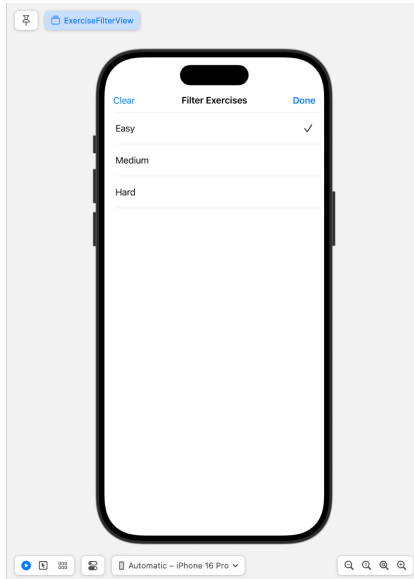 ExerciseFilterView
Clear Filter Exercises Done
Easy
Medium
Hard
Automatic – iPhone 16 Pro